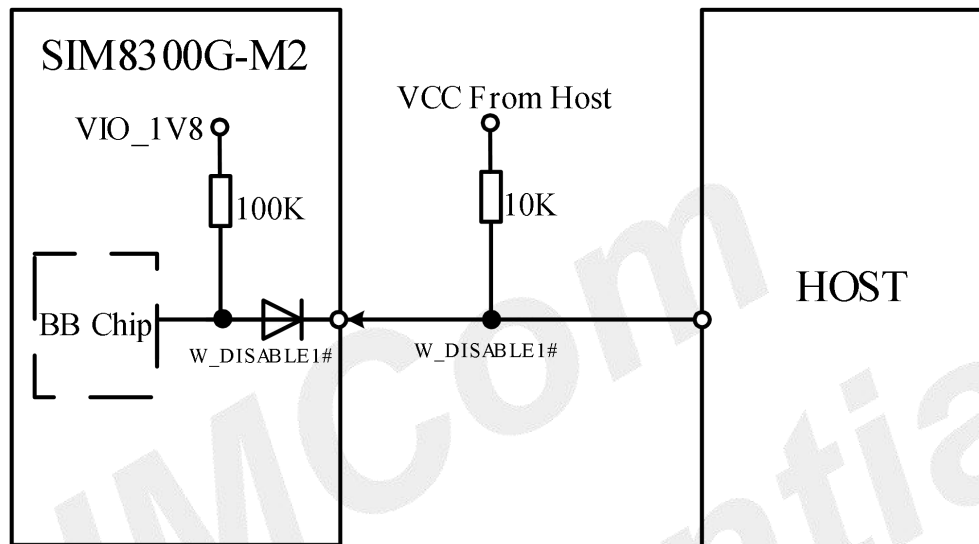 SIM8300G-M2
VCC From Host
VIO_1V8
100K
10K
HOST
BB Chip
W_DISABLE1#
W_DISABLE1#